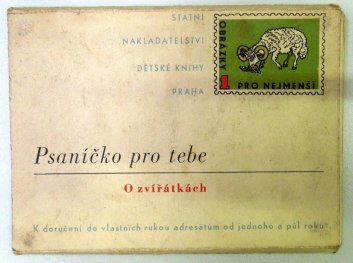 STÁTNÍ
NAKLADATELSTVÍ
DĚTSKÉ KNIHY
PRAHA
OBRÁZKY
1
PRO NEJMENŠÍ
Psaníčko pro tebe
O zvířátkách
K doručení do vlastních rukou adresátům od jednoho a půl roku